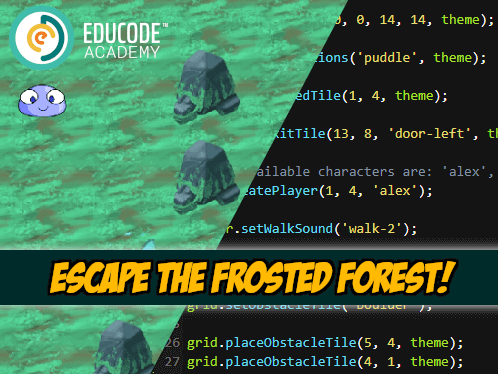 EDUCODE™
ACADEMY
0, 0, 14, 14, theme);
ions('puddle', theme);
edTile(1, 4, theme);
kitTile(13, 8, 'door-left', th
ailable characters are: 'alex',
atePlayer(1, 4, 'alex');
r.setWalkSound('walk-2');
ESCAPE THE FROSTED FOREST!
grid.setObstacleTile('boulder');
26 grid.placeObstacleTile(5, 4, theme);
27 grid.placeObstacleTile(4, 1, theme);